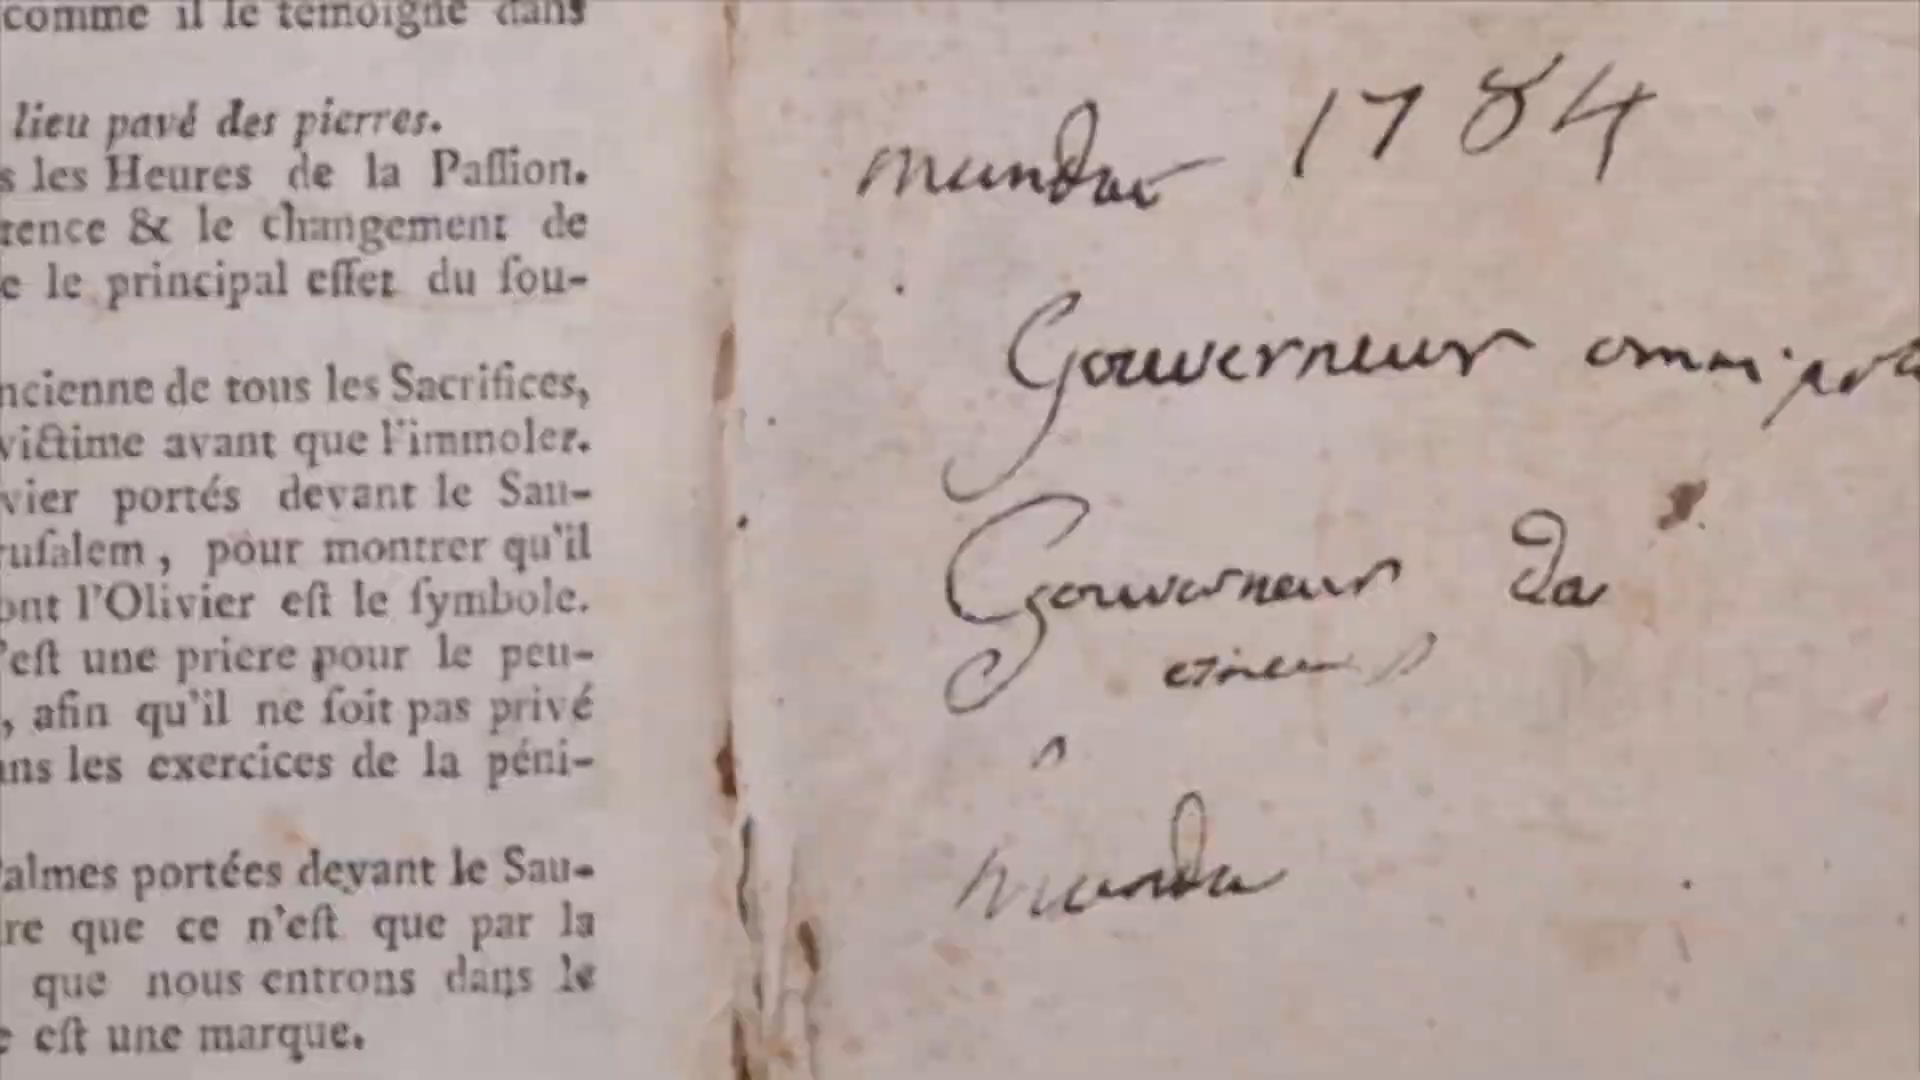 comme il le témoigne dans
lieu pavé des pierres.
s les Heures de la Paſſion.
rence & le changement de
e le principal effet du ſou-
ncienne de tous les Sacrifices,
victime avant que l'immoler.
vier portés devant le Sau-
ruſalem, pour montrer qu'il
ont l'Olivier eſt le ſymbole.
'eſt une priere pour le peu-
, afin qu'il ne ſoit pas privé
ans les exercices de la péni-
almes portées devant le Sau-
re que ce n'eſt que par la
que nous entrons dans le
e eſt une marque.
1784
Gouverneur
Gouverneur da